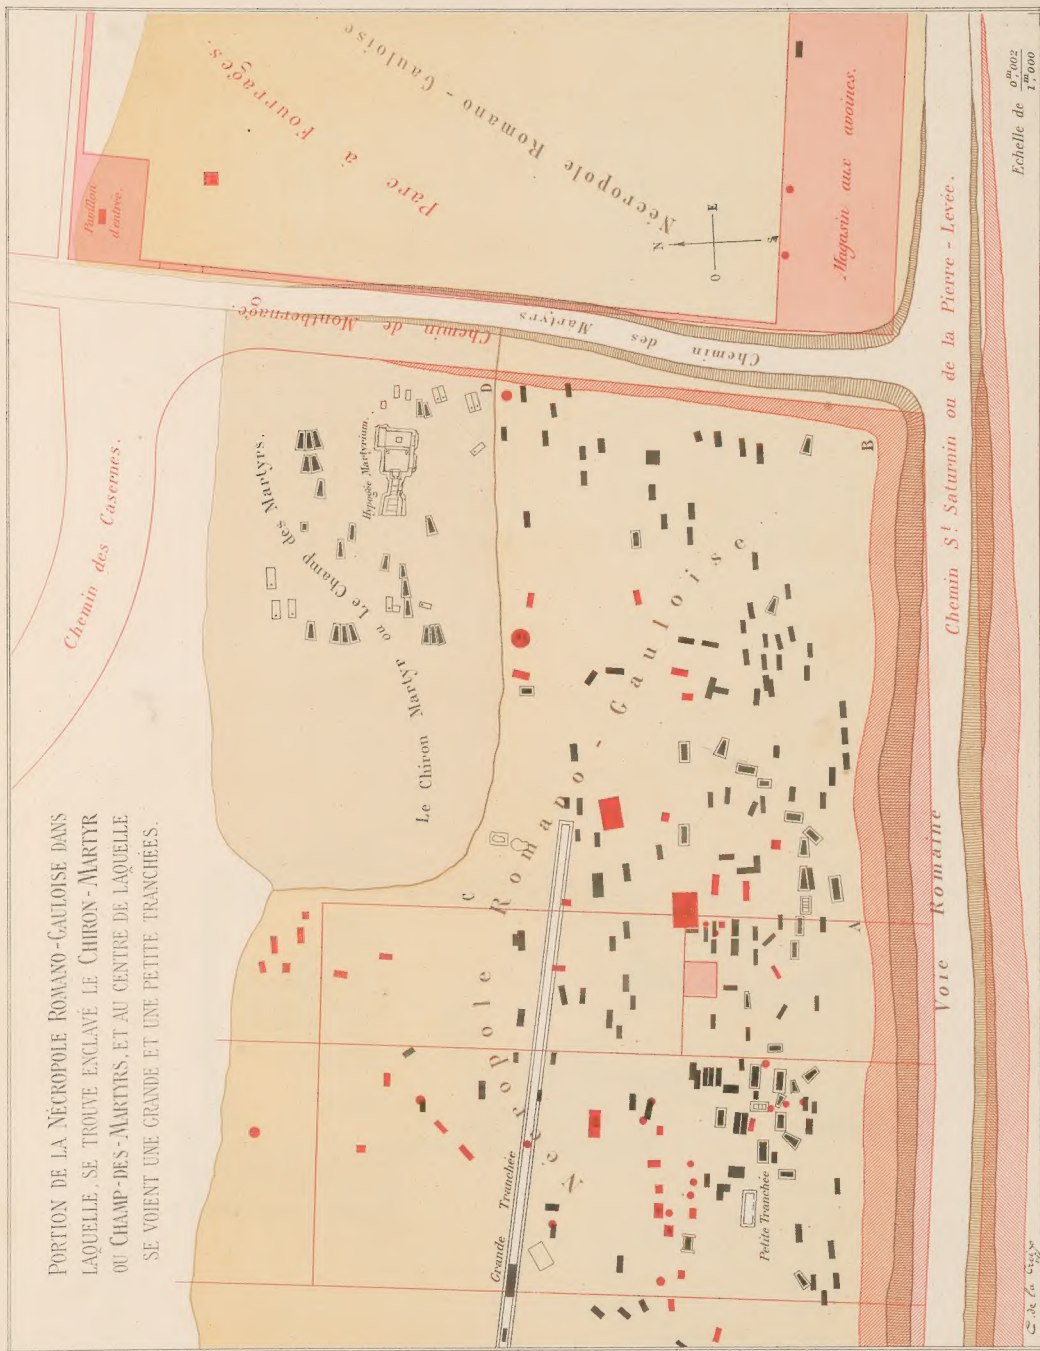 PORTION DE LA NÉCROPOLE ROMANO-GAULOISE DANS
LAQUELLE, SE TROUVE ENCLAVÉ LE CHIRON-MARTYR
OU CHAMP-DES-MARTYRS, ET AU CENTRE DE LAQUELLE
SE VOIENT UNE GRANDE ET UNE PETITE TRANCHÉES.
Chemin des Casernes.
Pavillon
d'entrée.
Parc à Fourrages.
Nécropole Romano - Gauloise
Magasin aux avoines.
N
E
S
O
Chemin de Montbernage.
Chemin des Martyrs
Le Chiron Martyr ou Le Champ des Martyrs.
Hypogée Martyrium.
D
B
C
A
Nécropole Romano - Gauloise
Grande Tranchée
Petite Tranchée
Voie Romaine
Chemin St Saturnin ou de la Pierre - Levée.
Echelle de 0m,002
1m,000
C. de la Croix